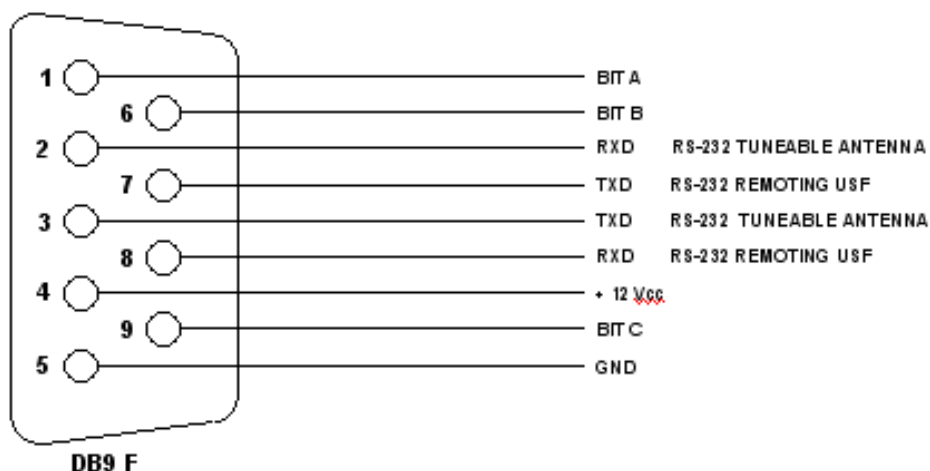 1 BIT A
6 BIT B
2 RXD RS-232 TUNEABLE ANTENNA
7 TXD RS-232 REMOTING USF
3 TXD RS-232 TUNEABLE ANTENNA
8 RXD RS-232 REMOTING USF
4 + 12 Vcc
9 BIT C
5 GND
DB9 F